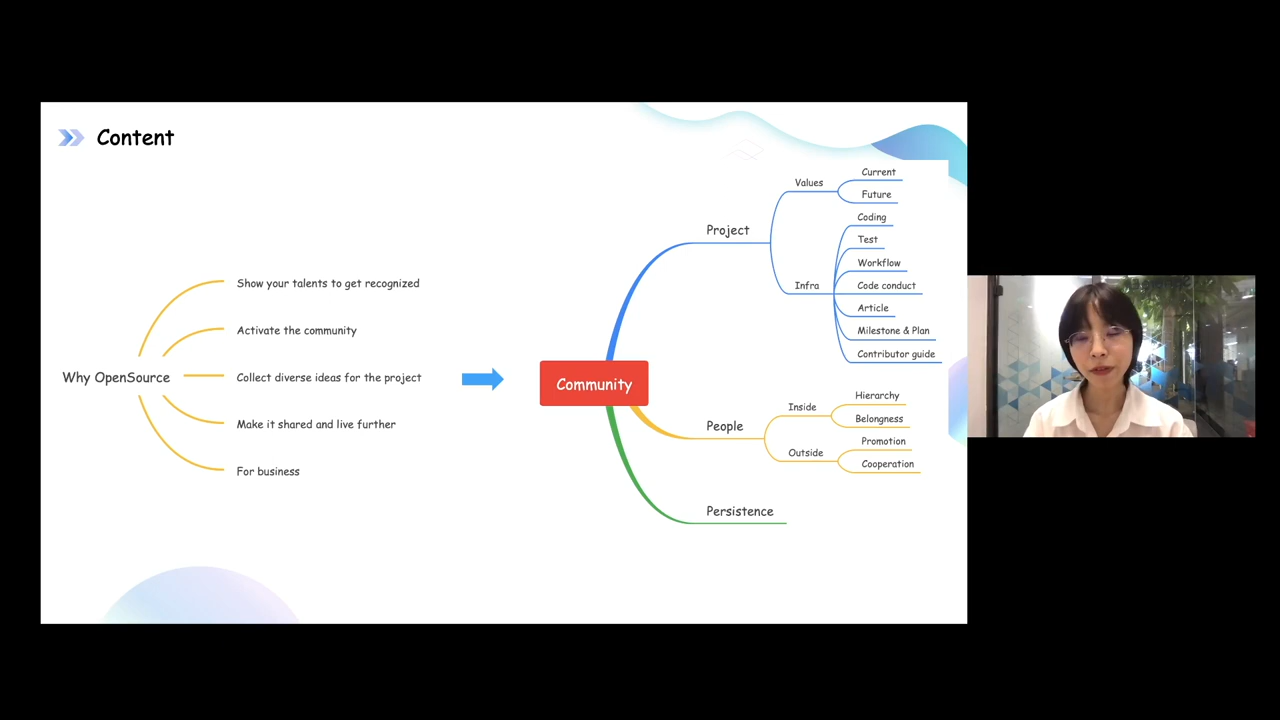 Content
Why OpenSource
Show your talents to get recognized
Activate the community
Collect diverse ideas for the project
Make it shared and live further
For business
Community
Project
Values
Current
Future
Infra
Coding
Test
Workflow
Code conduct
Article
Milestone & Plan
Contributor guide
People
Inside
Hierarchy
Belongness
Outside
Promotion
Cooperation
Persistence